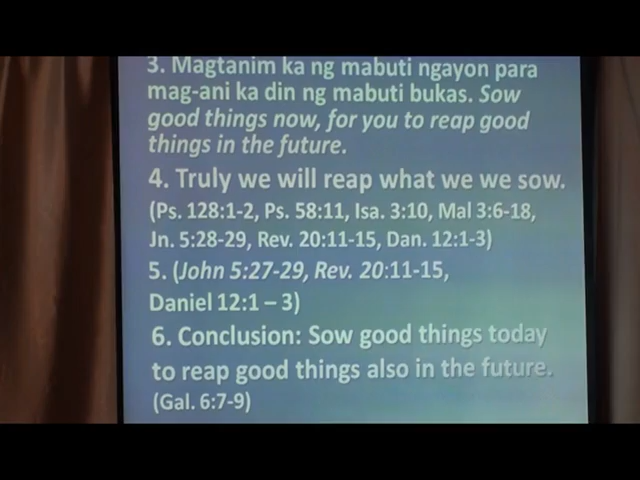 3. Magtanim ka ng mabuti ngayon para
mag-ani ka din ng mabuti bukas. Sow
good things now, for you to reap good
things in the future.
4. Truly we will reap what we we sow.
(Ps. 128:1-2, Ps. 58:11, Isa. 3:10, Mal 3:6-18,
Jn. 5:28-29, Rev. 20:11-15, Dan. 12:1-3)
5. (John 5:27-29, Rev. 20:11-15,
Daniel 12:1 – 3)
6. Conclusion: Sow good things today
to reap good things also in the future.
(Gal. 6:7-9)